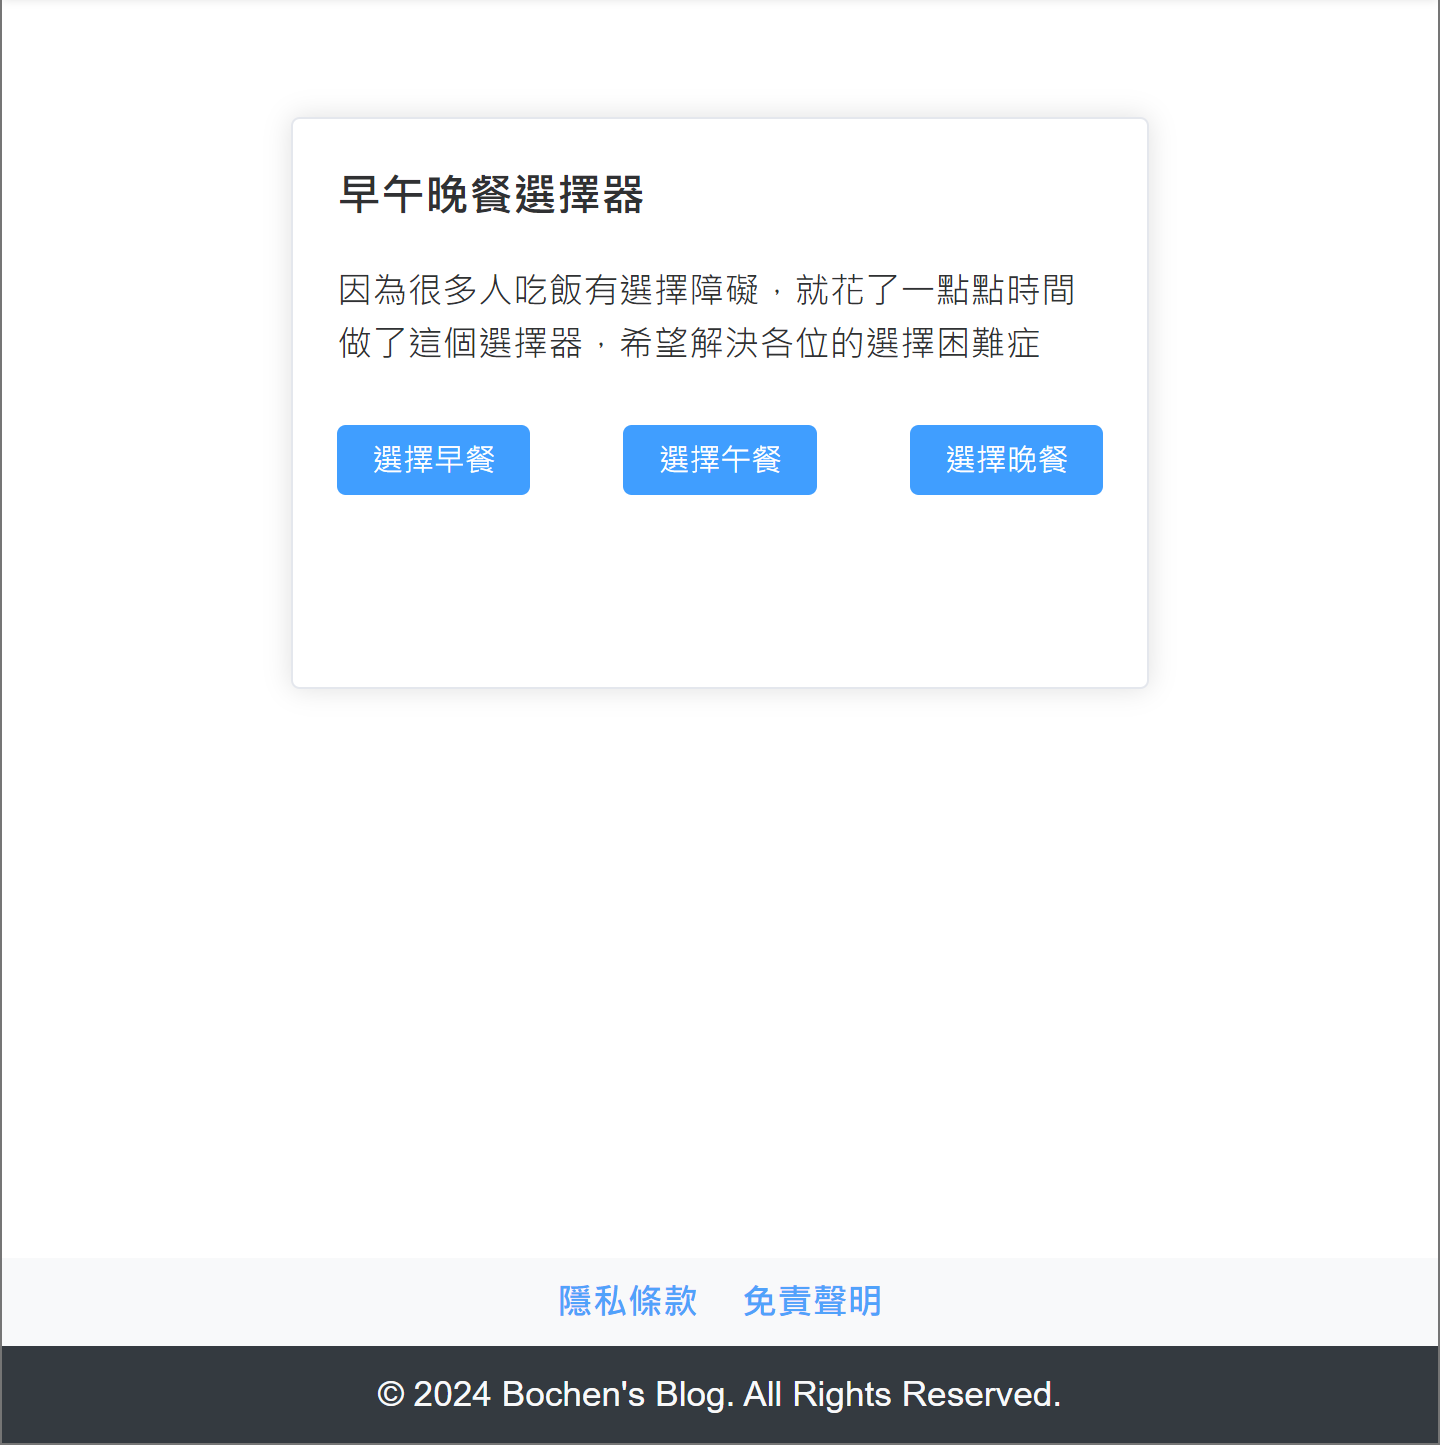 早午晚餐選擇器
因為很多人吃飯有選擇障礙，就花了一點點時間
做了這個選擇器，希望解決各位的選擇困難症
選擇早餐 選擇午餐 選擇晚餐
隱私條款 免責聲明
© 2024 Bochen's Blog. All Rights Reserved.